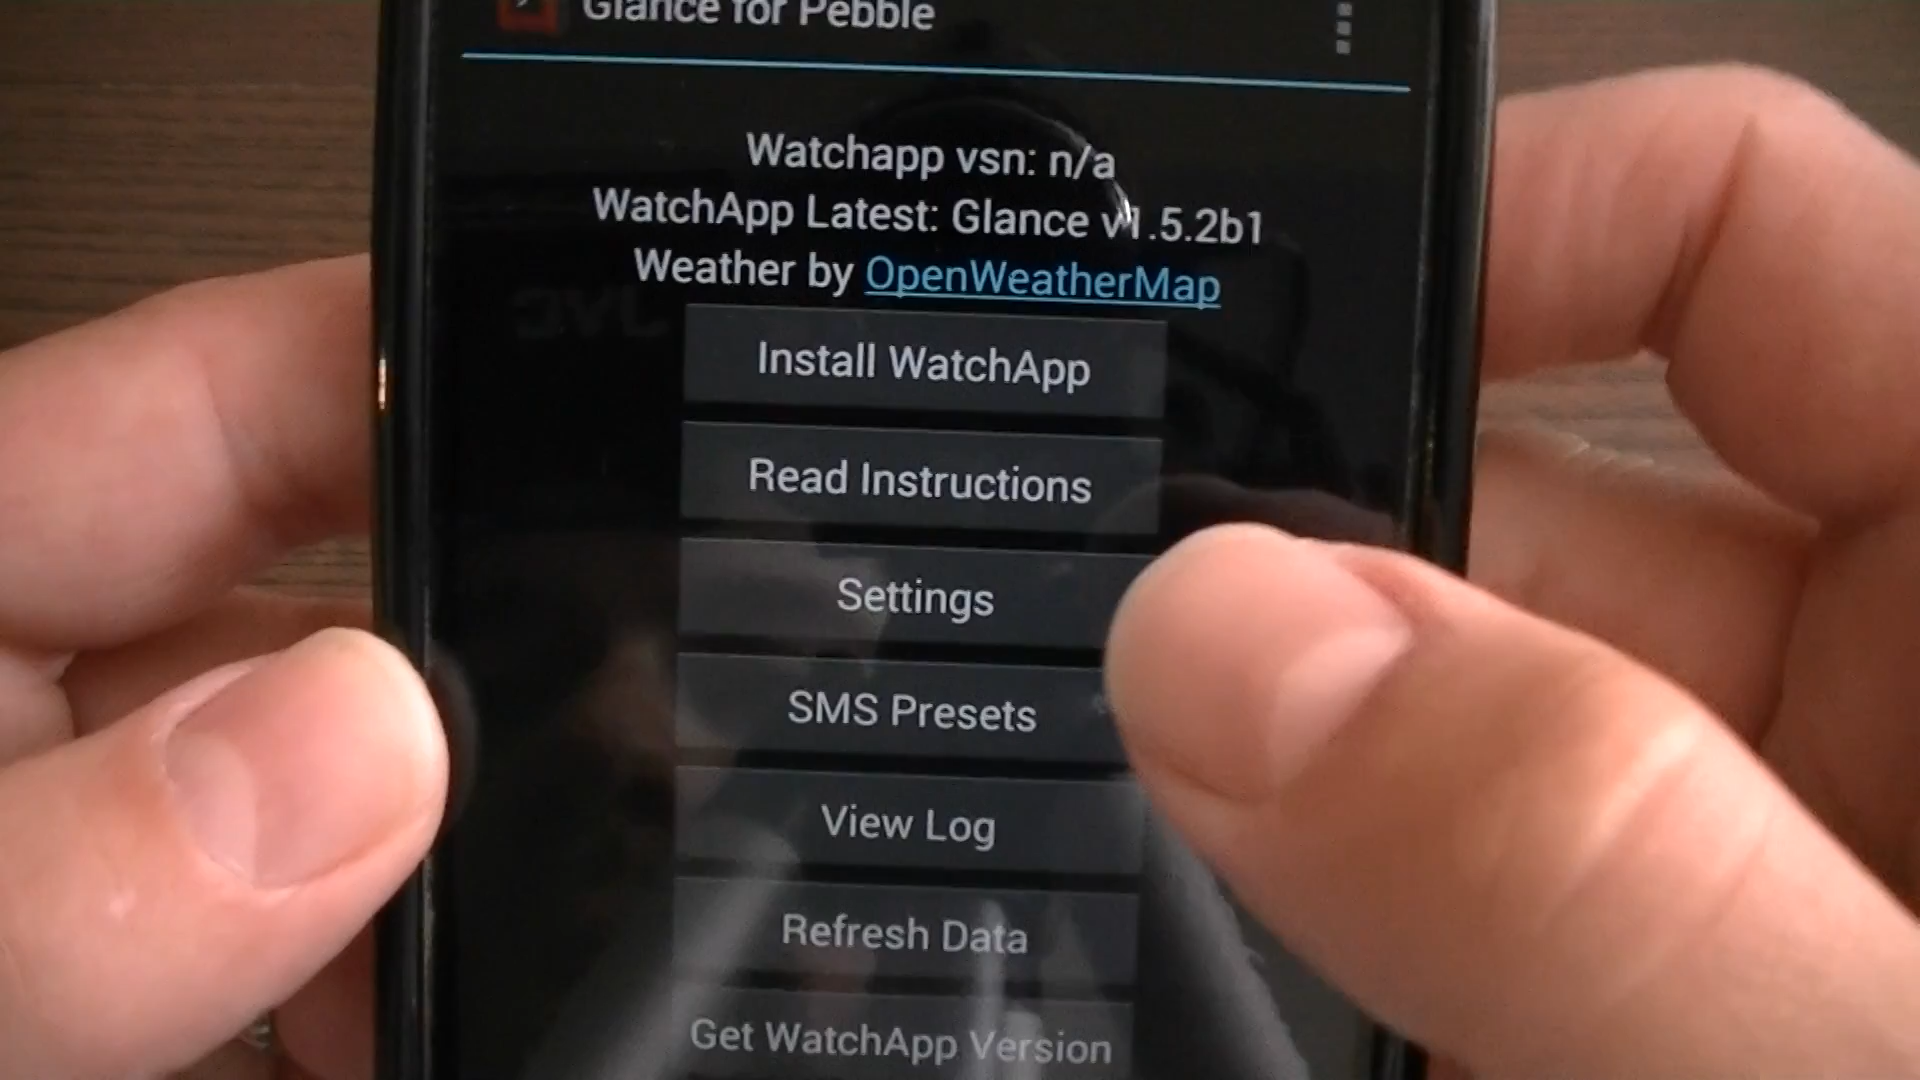 Glance for Pebble
Watchapp vsn: n/a
WatchApp Latest: Glance v1.5.2b1
Weather by OpenWeatherMap
Install WatchApp
Read Instructions
Settings
SMS Presets
View Log
Refresh Data
Get WatchApp Version